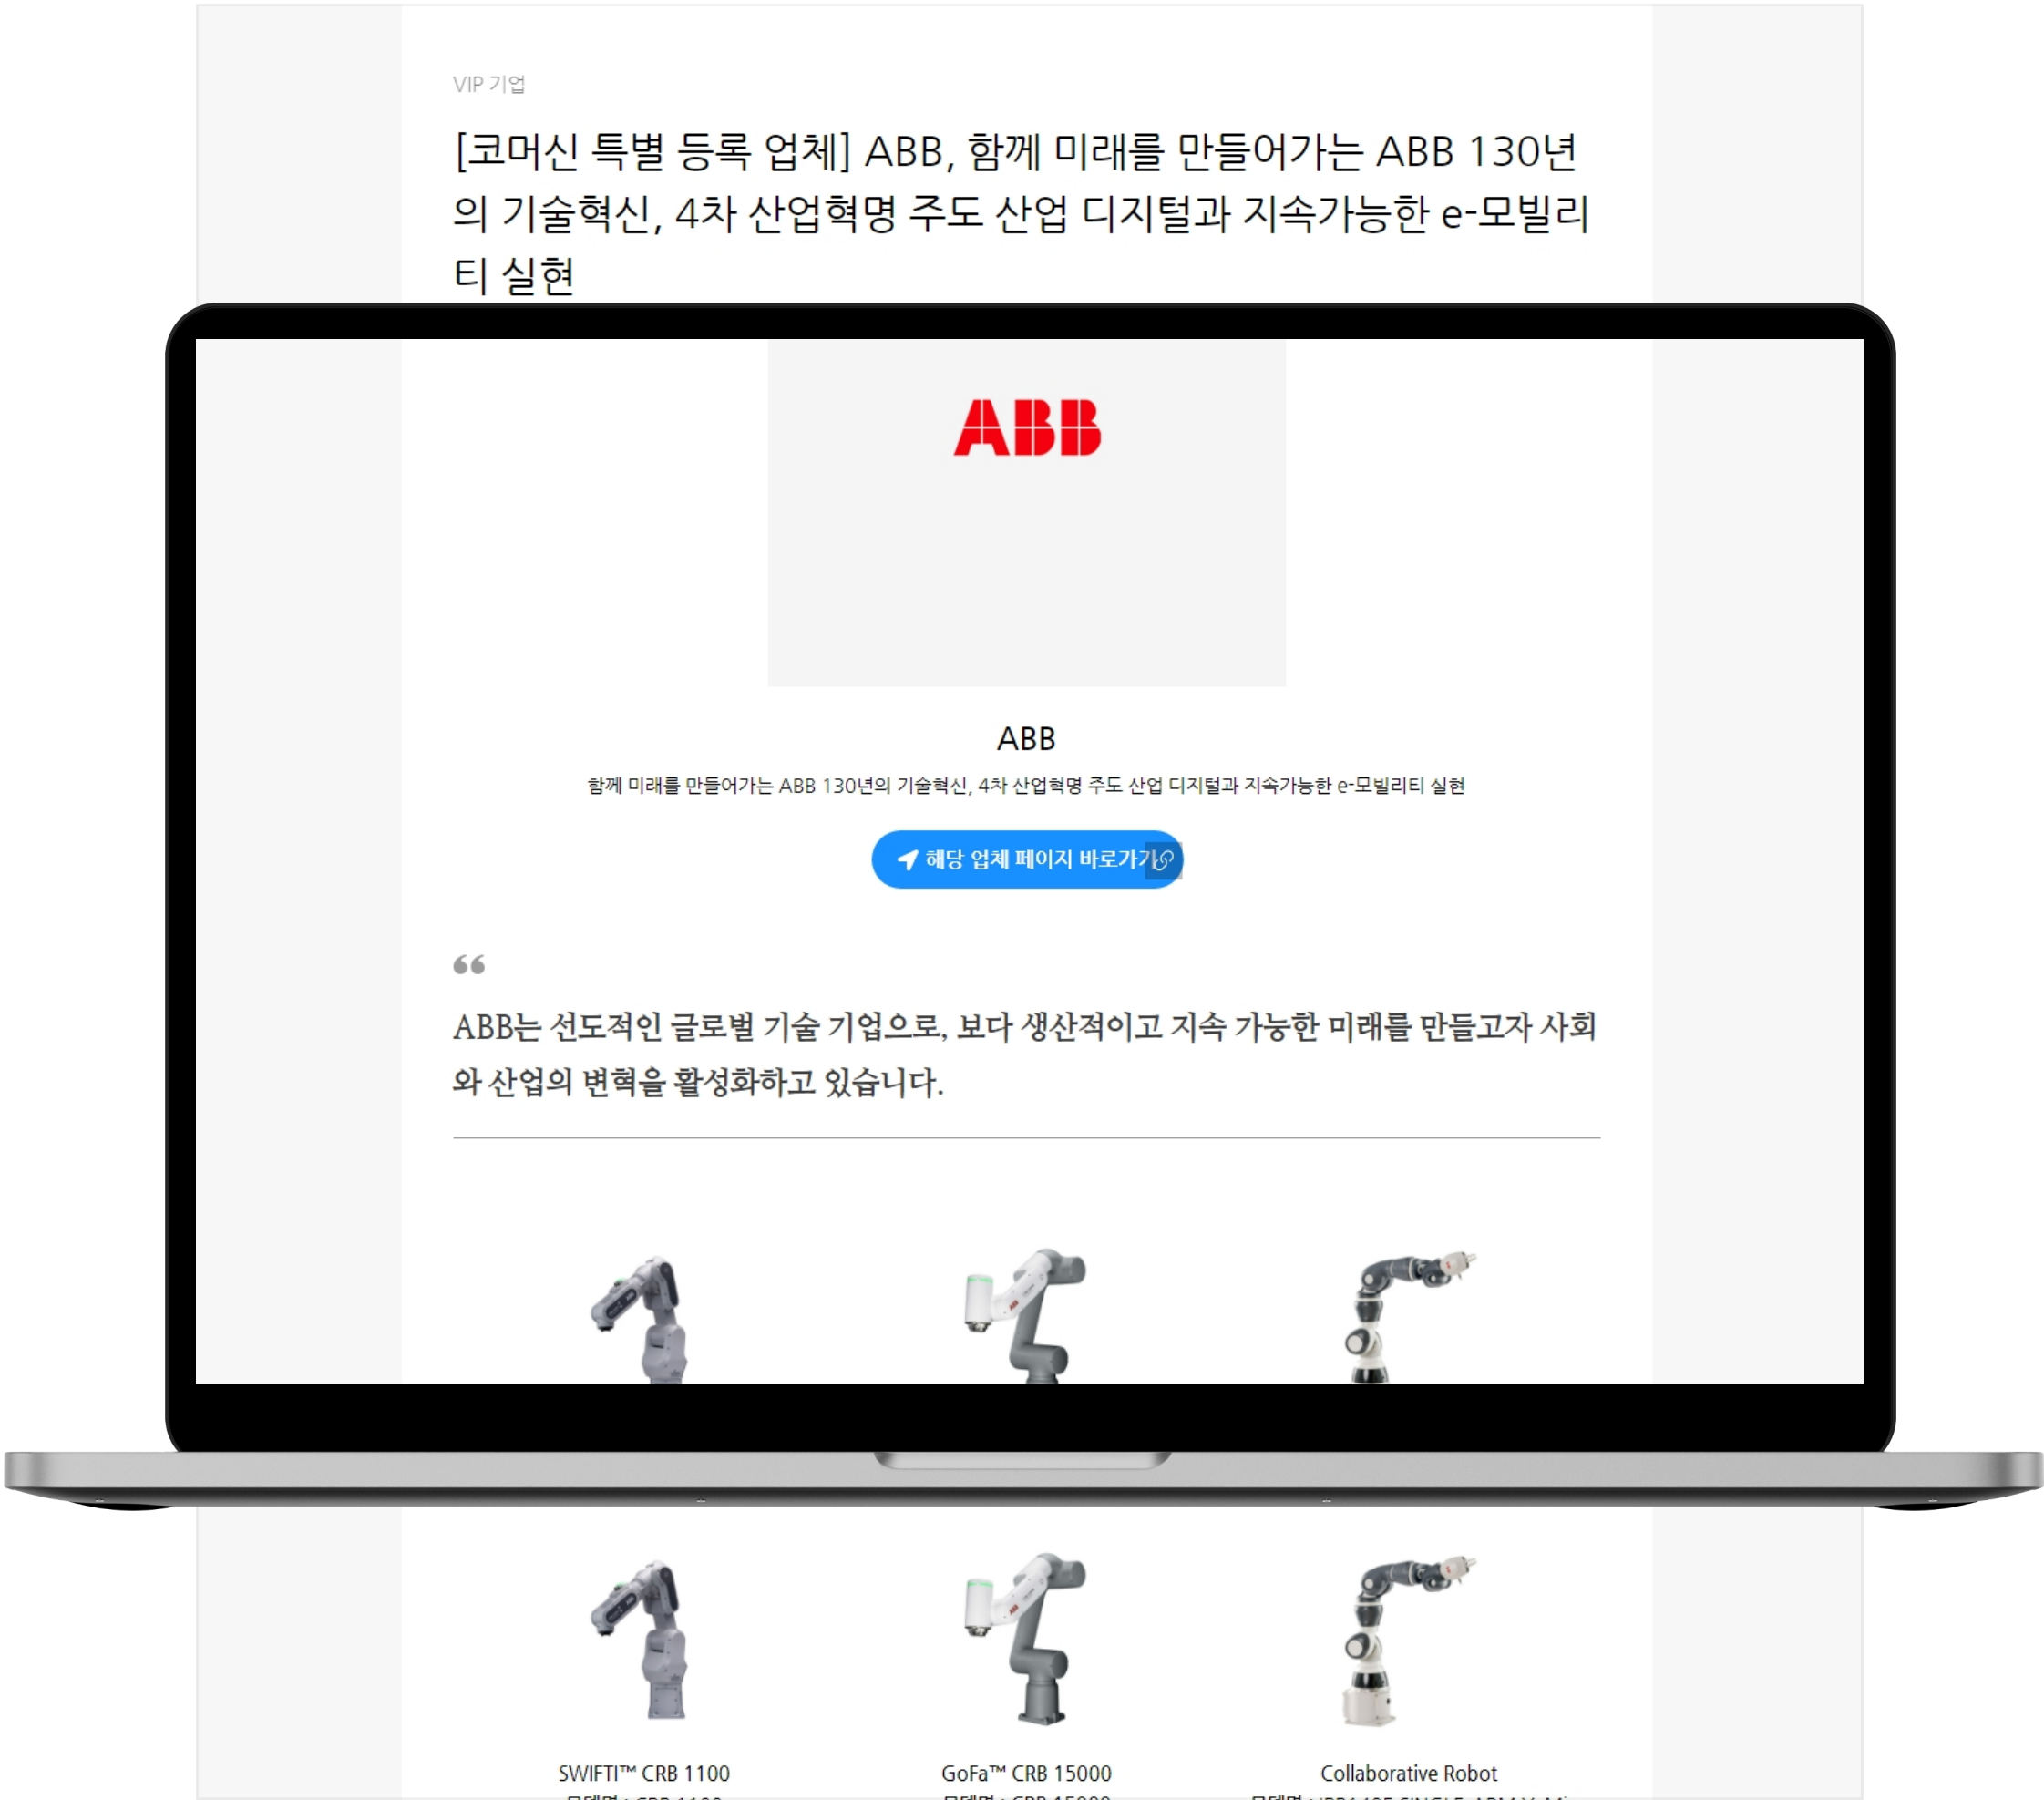 VIP 기업
[코머신 특별 등록 업체] ABB, 함께 미래를 만들어가는 ABB 130년
의 기술혁신, 4차 산업혁명 주도 산업 디지털과 지속가능한 e-모빌리
티 실현
ABB
ABB
함께 미래를 만들어가는 ABB 130년의 기술혁신, 4차 산업혁명 주도 산업 디지털과 지속가능한 e-모빌리티 실현
해당 업체 페이지 바로가기
“
ABB는 선도적인 글로벌 기술 기업으로, 보다 생산적이고 지속 가능한 미래를 만들고자 사회
와 산업의 변혁을 활성화하고 있습니다.
SWIFTI™ CRB 1100
GoFa™ CRB 15000
Collaborative Robot